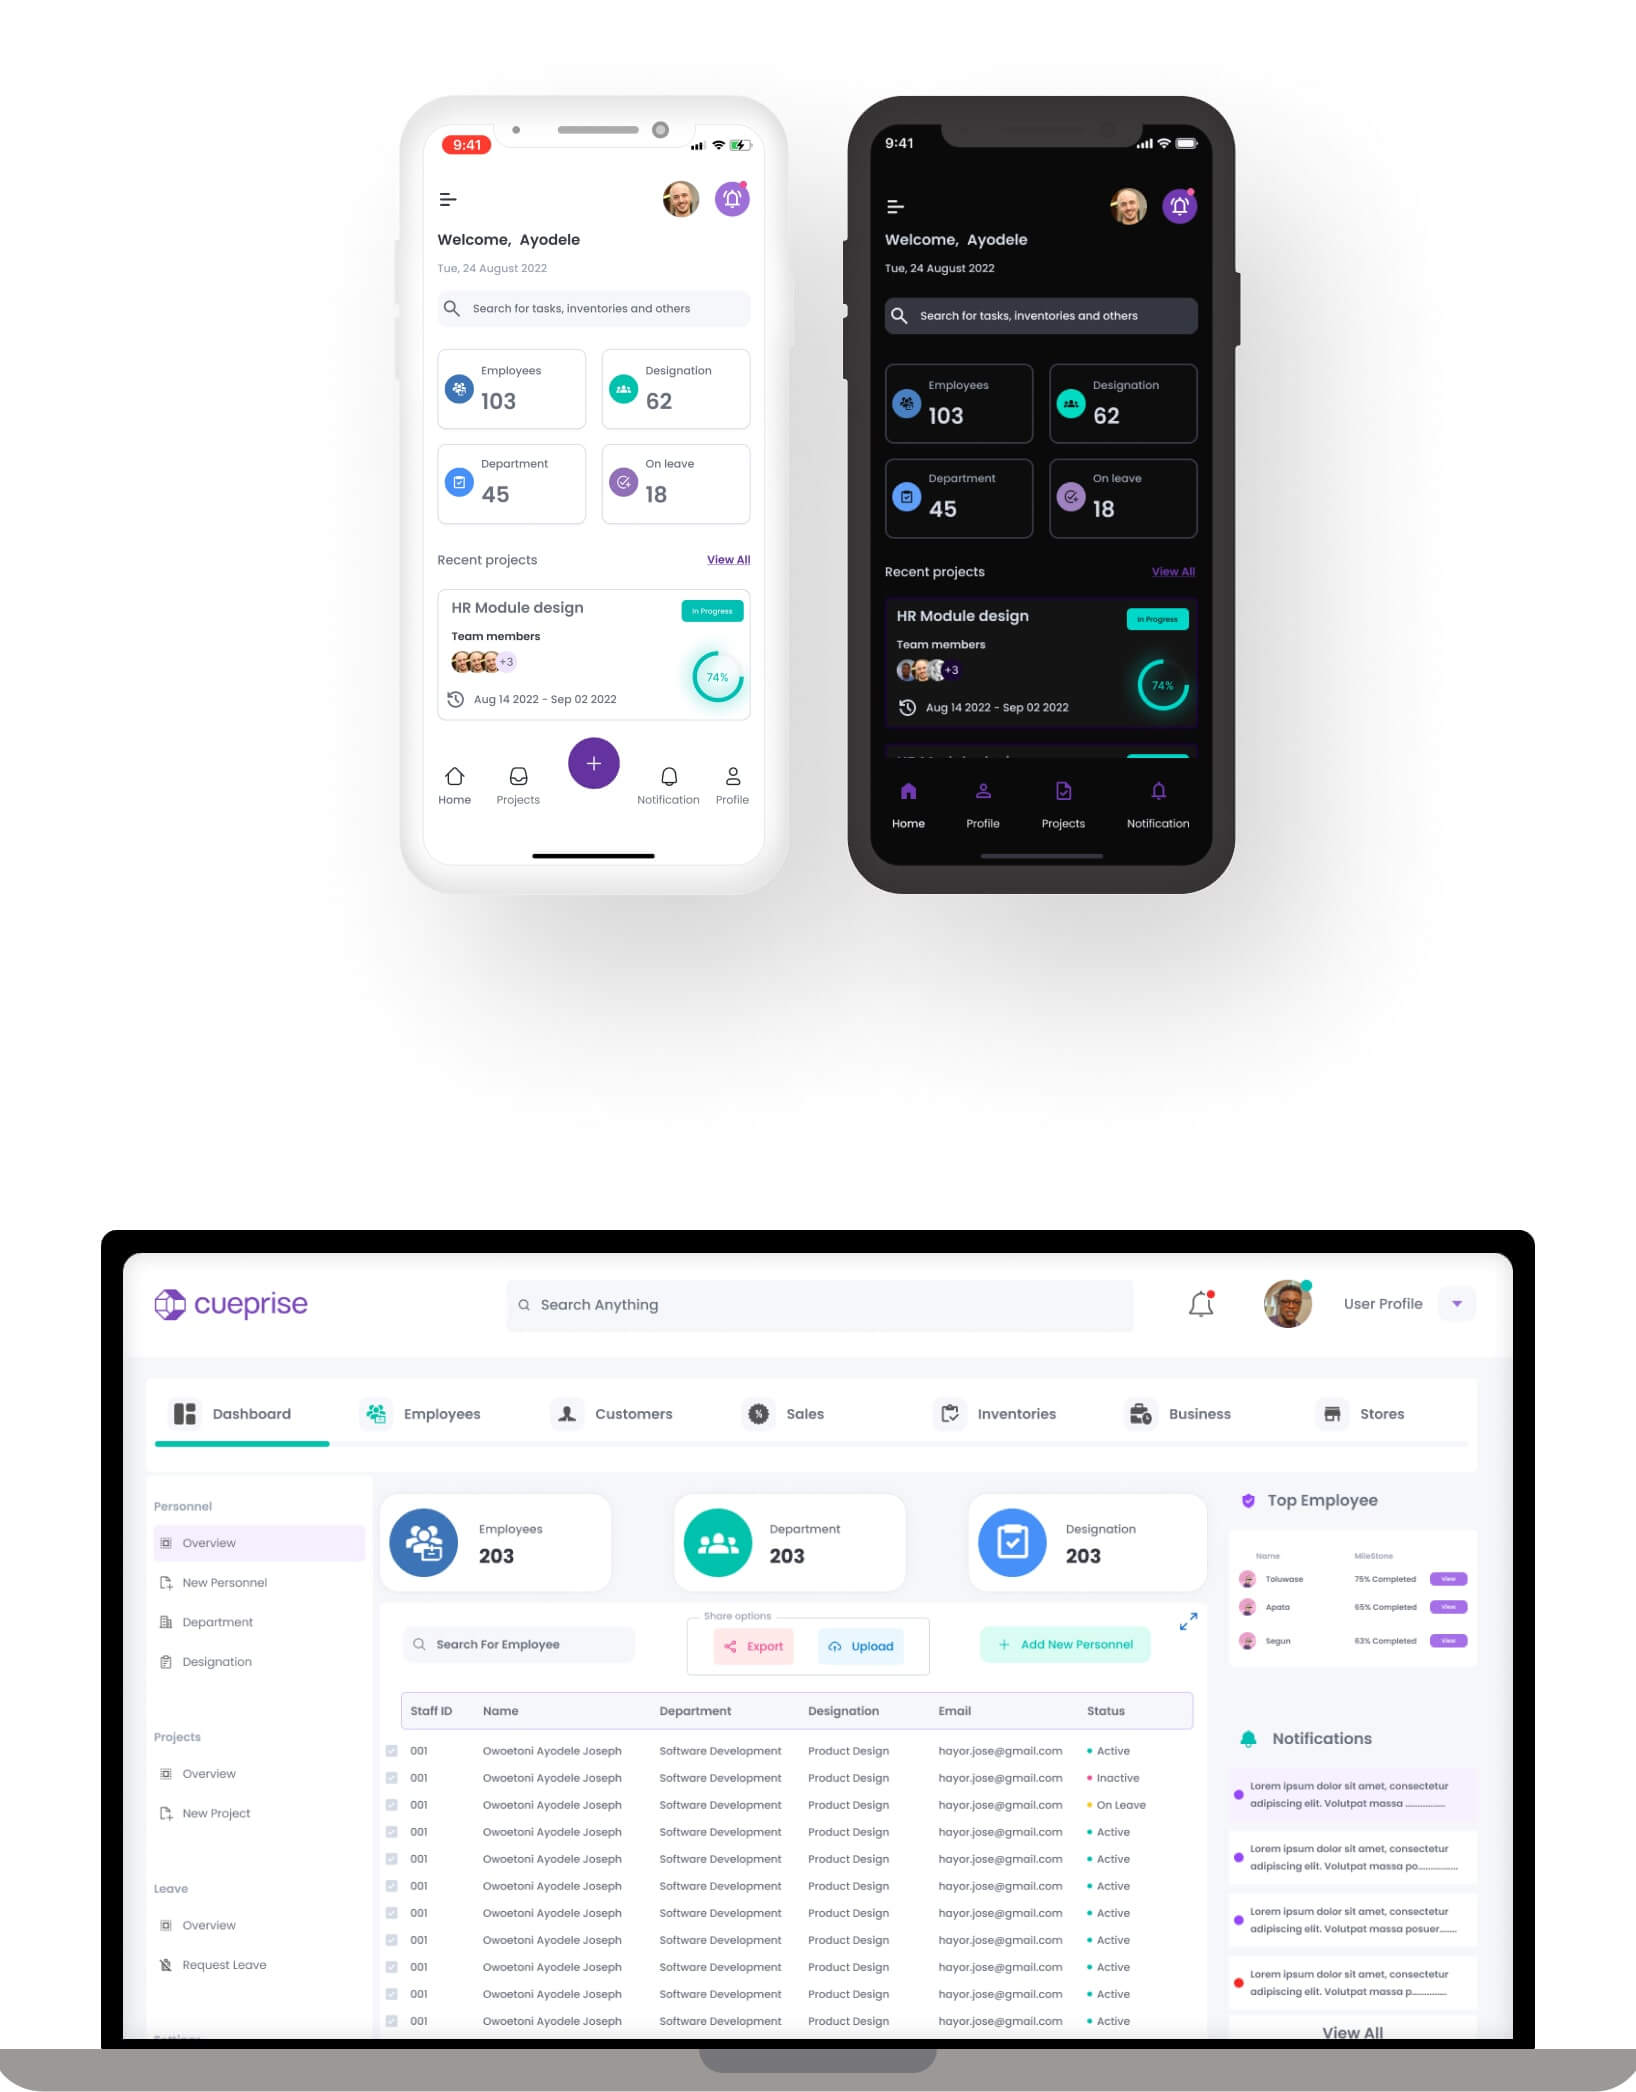 9:41
Welcome,  Ayodele
Tue, 24 August 2022
Search for tasks, inventories and others
Employees
103
Designation
62
Department
45
On leave
18
Recent projects
View All
HR Module design
In Progress
Team members
+3
74%
Aug 14 2022 - Sep 02 2022
Home
Projects
Notification
Profile
9:41
Welcome,  Ayodele
Tue, 24 August 2022
Search for tasks, inventories and others
Employees
103
Designation
62
Department
45
On leave
18
Recent projects
View All
HR Module design
In Progress
Team members
+3
74%
Aug 14 2022 - Sep 02 2022
Home
Profile
Projects
Notification
cueprise
Search Anything
User Profile
Dashboard
Employees
Customers
Sales
Inventories
Business
Stores
Personnel
Overview
New Personnel
Department
Designation
Projects
Overview
New Project
Leave
Overview
Request Leave
Settings
Employees
203
Department
203
Designation
203
Search For Employee
Share options
Export
Upload
+ Add New Personnel
Staff ID Name Department Designation Email Status
001 Owoetoni Ayodele Joseph Software Development Product Design hayor.jose@gmail.com Active
001 Owoetoni Ayodele Joseph Software Development Product Design hayor.jose@gmail.com Inactive
001 Owoetoni Ayodele Joseph Software Development Product Design hayor.jose@gmail.com On Leave
001 Owoetoni Ayodele Joseph Software Development Product Design hayor.jose@gmail.com Active
001 Owoetoni Ayodele Joseph Software Development Product Design hayor.jose@gmail.com Active
001 Owoetoni Ayodele Joseph Software Development Product Design hayor.jose@gmail.com Active
001 Owoetoni Ayodele Joseph Software Development Product Design hayor.jose@gmail.com Active
001 Owoetoni Ayodele Joseph Software Development Product Design hayor.jose@gmail.com Active
001 Owoetoni Ayodele Joseph Software Development Product Design hayor.jose@gmail.com Active
001 Owoetoni Ayodele Joseph Software Development Product Design hayor.jose@gmail.com Active
001 Owoetoni Ayodele Joseph Software Development Product Design hayor.jose@gmail.com Active
Top Employee
Name MileStone
Toluwase 75% Completed View
Apata 65% Completed View
Segun 63% Completed View
Notifications
Lorem ipsum dolor sit amet, consectetur
adipiscing elit. Volutpat massa ................
Lorem ipsum dolor sit amet, consectetur
adipiscing elit. Volutpat massa po................
Lorem ipsum dolor sit amet, consectetur
adipiscing elit. Volutpat massa posuer.......
Lorem ipsum dolor sit amet, consectetur
adipiscing elit. Volutpat massa p..............
View All